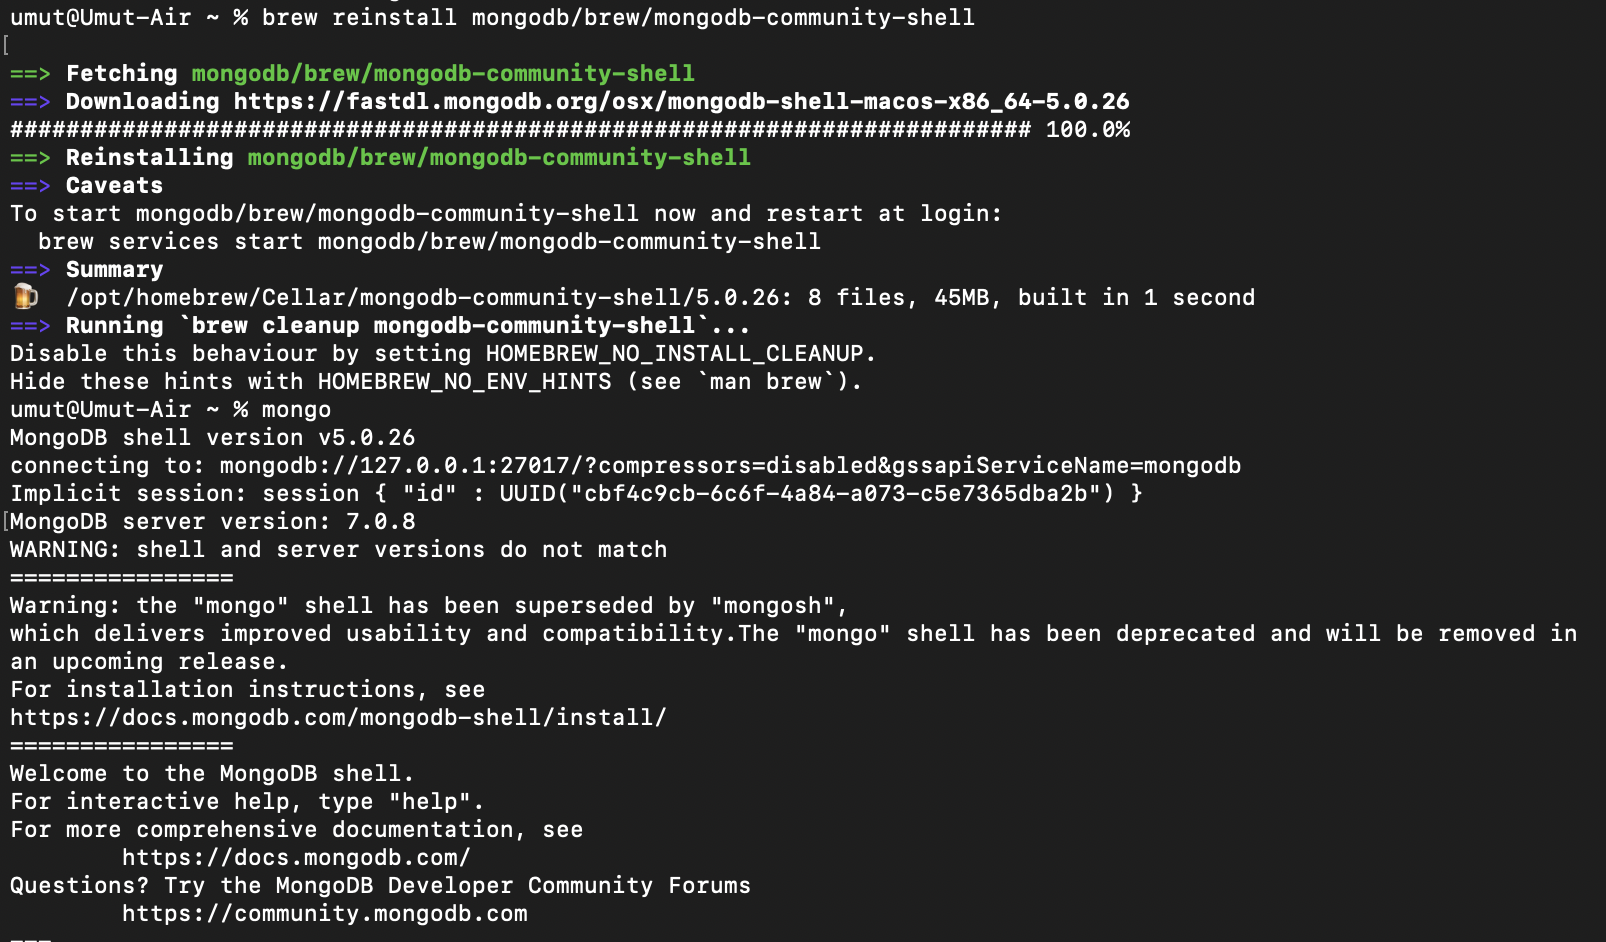 umut@Umut-Air ~ % brew reinstall mongodb/brew/mongodb-community-shell
[
==> Fetching mongodb/brew/mongodb-community-shell
==> Downloading https://fastdl.mongodb.org/osx/mongodb-shell-macos-x86_64-5.0.26
######################################################################### 100.0%
==> Reinstalling mongodb/brew/mongodb-community-shell
==> Caveats
To start mongodb/brew/mongodb-community-shell now and restart at login:
  brew services start mongodb/brew/mongodb-community-shell
==> Summary
🍺  /opt/homebrew/Cellar/mongodb-community-shell/5.0.26: 8 files, 45MB, built in 1 second
==> Running `brew cleanup mongodb-community-shell`...
Disable this behaviour by setting HOMEBREW_NO_INSTALL_CLEANUP.
Hide these hints with HOMEBREW_NO_ENV_HINTS (see `man brew`).
umut@Umut-Air ~ % mongo
MongoDB shell version v5.0.26
connecting to: mongodb://127.0.0.1:27017/?compressors=disabled&gssapiServiceName=mongodb
Implicit session: session { "id" : UUID("cbf4c9cb-6c6f-4a84-a073-c5e7365dba2b") }
[MongoDB server version: 7.0.8
WARNING: shell and server versions do not match
================
Warning: the "mongo" shell has been superseded by "mongosh",
which delivers improved usability and compatibility.The "mongo" shell has been deprecated and will be removed in
an upcoming release.
For installation instructions, see
https://docs.mongodb.com/mongodb-shell/install/
================
Welcome to the MongoDB shell.
For interactive help, type "help".
For more comprehensive documentation, see
        https://docs.mongodb.com/
Questions? Try the MongoDB Developer Community Forums
        https://community.mongodb.com
---